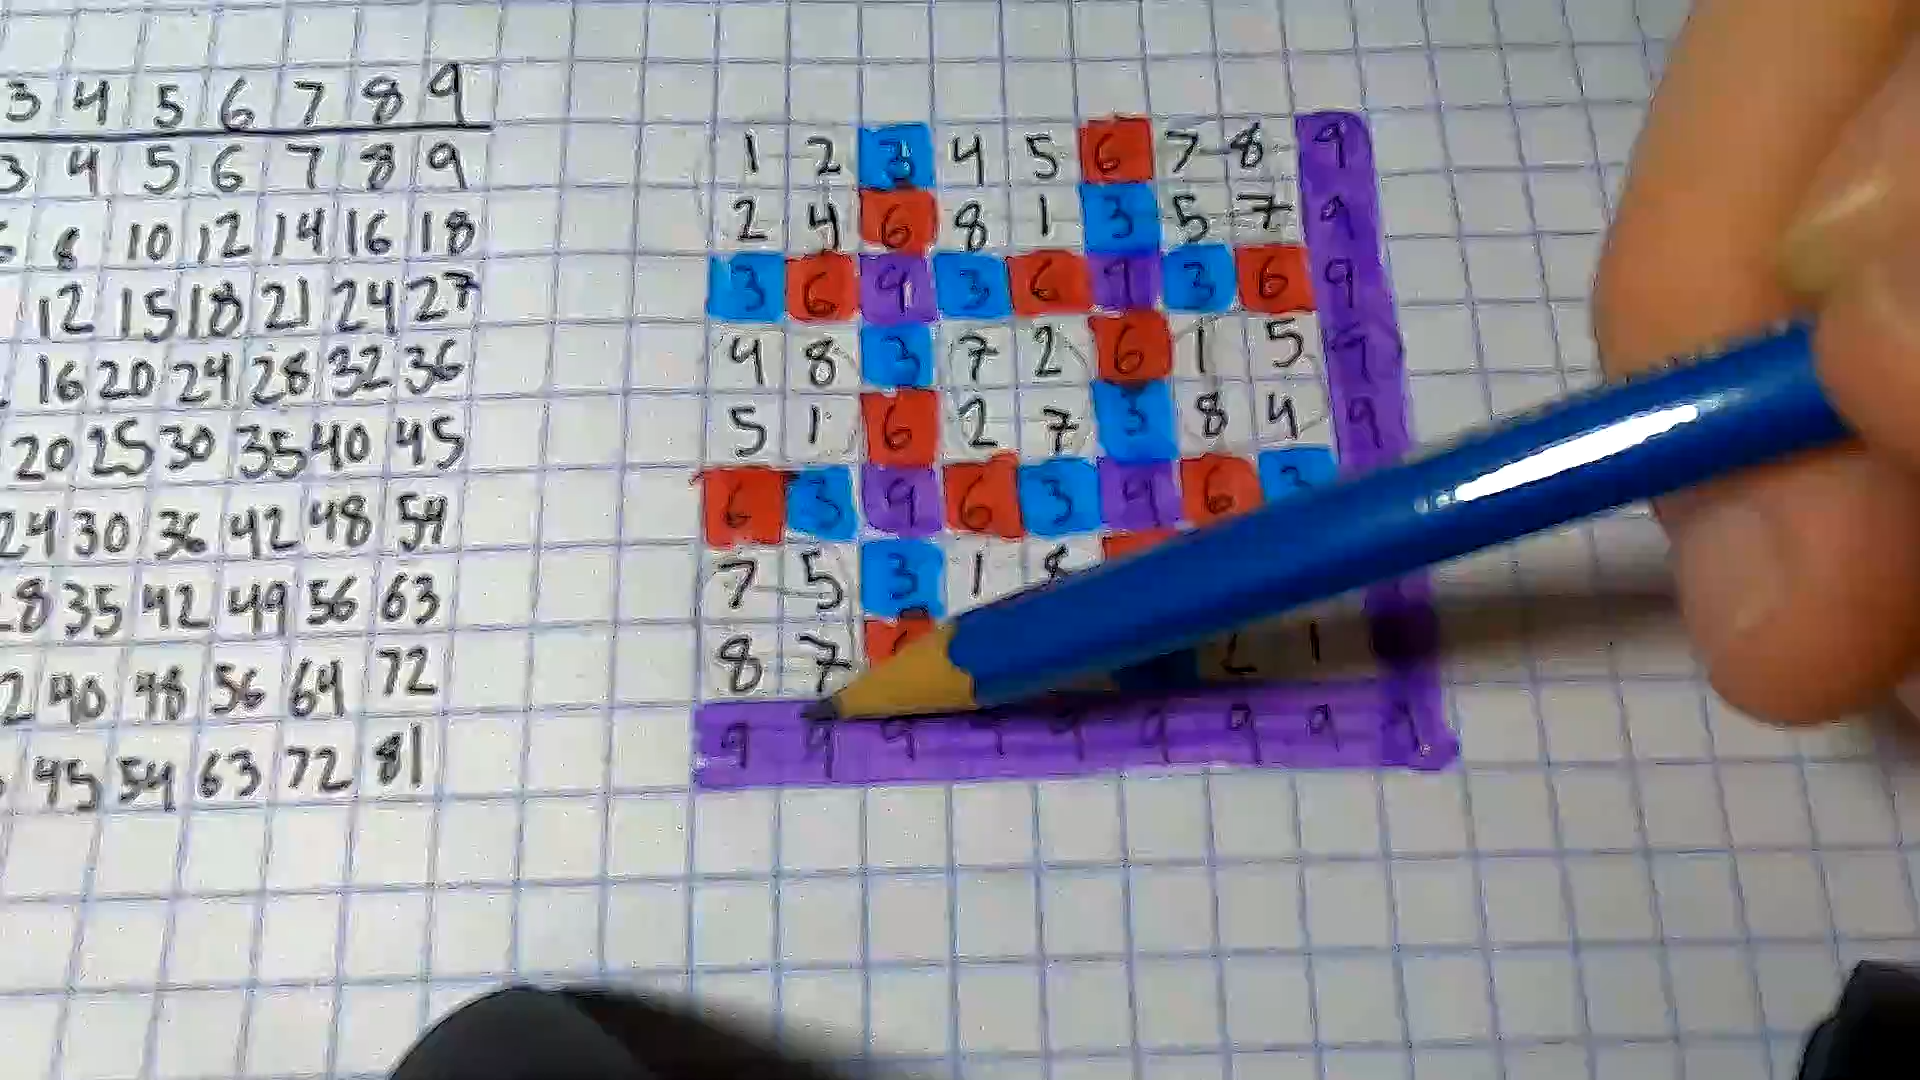 3 4 5 6 7 8 9
3 4 5 6 7 8 9
8 10 12 14 16 18
12 15 18 21 24 27
16 20 24 28 32 36
20 25 30 35 40 45
24 30 36 42 48 54
28 35 42 49 56 63
40 48 56 64 72
45 54 63 72 81
1 2 3 4 5 6 7 8 9
2 4 6 8 1 3 5 7 9
3 6 9 3 6 9 3 6 9
4 8 3 7 2 6 1 5 9
5 1 6 2 7 3 8 4 9
6 3 9 6 3 9 6 3
7 5 3 1 8
8 7 2 1
9 9 9 9 9 9 9 9 9